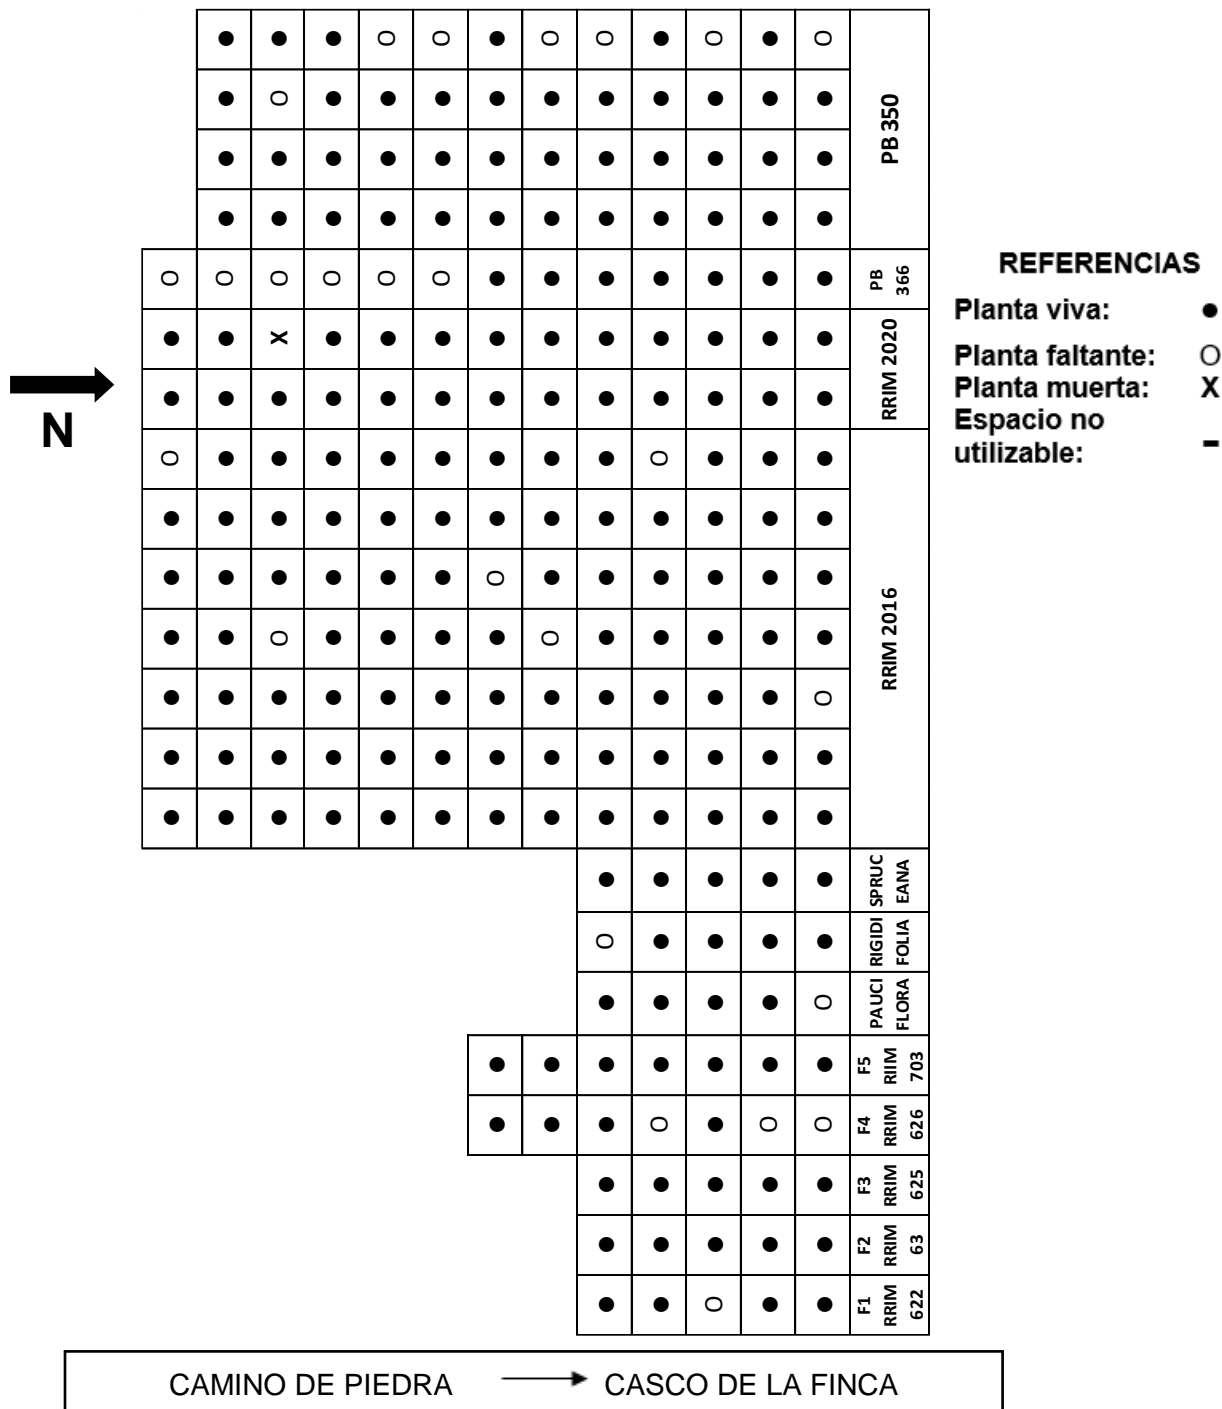 ● ● ● O O ● O O ● O ● O
● O ● ● ● ● ● ● ● ● ● ●
PB 350
● ● ● ● ● ● ● ● ● ● ● ●
● ● ● ● ● ● ● ● ● ● ● ●
O O O O O O ● ● ● ● ● ● ●
PB
366
● ● X ● ● ● ● ● ● ● ● ● ●
● ● ● ● ● ● ● ● ● ● ● ● ●
RRIM 2020
O ● ● ● ● ● ● ● ● O ● ● ●
● ● ● ● ● ● ● ● ● ● ● ● ●
● ● ● ● ● ● O ● ● ● ● ● ●
● ● O ● ● ● ● O ● ● ● ● ●
RRIM 2016
● ● ● ● ● ● ● ● ● ● ● ● O
● ● ● ● ● ● ● ● ● ● ● ● ●
● ● ● ● ● ● ● ● ● ● ● ● ●
● ● ● ● ●
SPRUC
EANA
O ● ● ● ●
RIGIDI
FOLIA
● ● ● ● O
PAUCI
FLORA
● ● ● ● ● ● ●
F5
RIIM
703
● ● ● O ● O O
F4
RRIM
626
● ● ● ● ●
F3
RRIM
625
● ● ● ● ●
F2
RRIM
63
● ● O ● ●
F1
RRIM
622
N
REFERENCIAS
Planta viva: ●
Planta faltante: O
Planta muerta: X
Espacio no
utilizable: -
CAMINO DE PIEDRA → CASCO DE LA FINCA